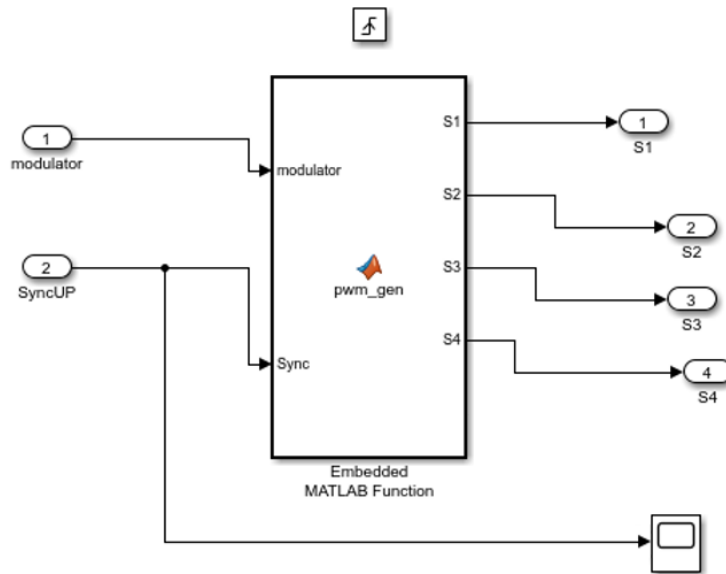 1
modulator
2
SyncUP
modulator
Sync
pwm_gen
S1
S2
S3
S4
Embedded
MATLAB Function
1
S1
2
S2
3
S3
4
S4